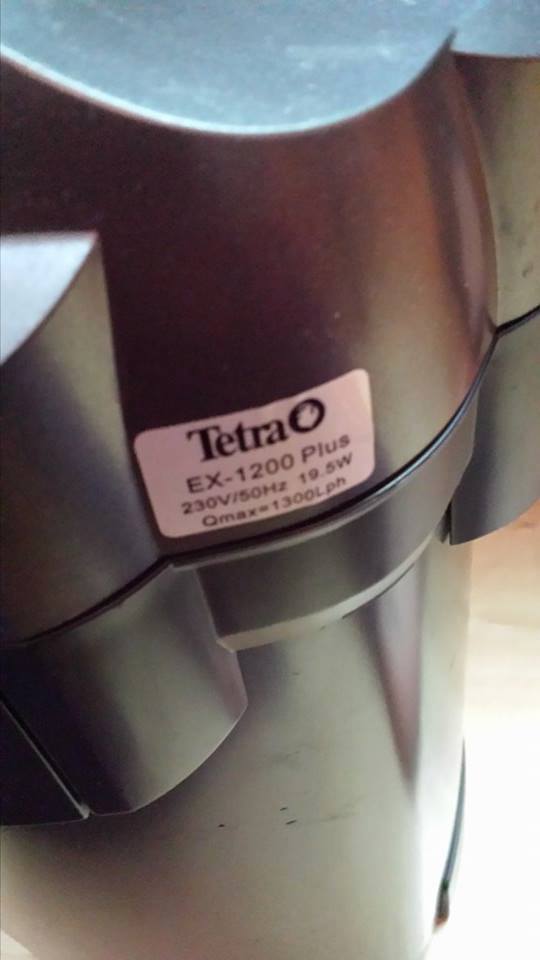 Tetra
EX-1200 Plus
230V/50Hz 19.5W
Qmax=1300Lph